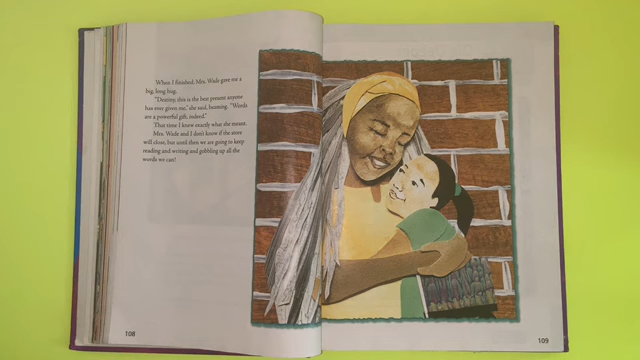 When I finished, Mrs. Wade gave me a
big, long hug.
"Destiny, this is the best present anyone
has ever given me," she said, beaming. "Words
are a powerful gift, indeed."
That time I knew exactly what she meant.
Mrs. Wade and I don't know if the store
will close, but until then we are going to keep
reading and writing and gobbling up all the
words we can!
108
109